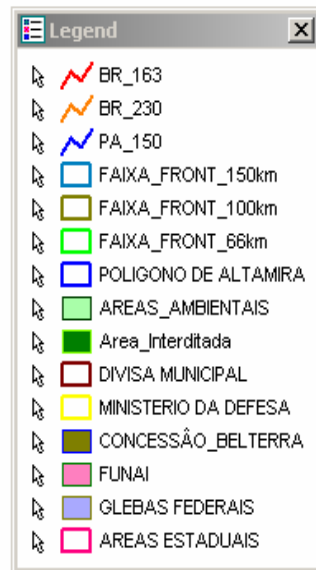 Legend
BR_163
BR_230
PA_150
FAIXA_FRONT_150km
FAIXA_FRONT_100km
FAIXA_FRONT_66km
POLIGONO DE ALTAMIRA
AREAS_AMBIENTAIS
Area_Interditada
DIVISA MUNICIPAL
MINISTERIO DA DEFESA
CONCESSÂO_BELTERRA
FUNAI
GLEBAS FEDERAIS
AREAS ESTADUAIS